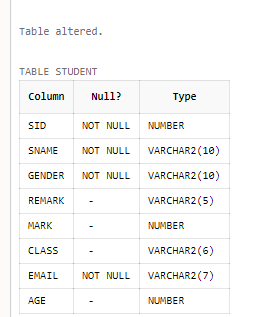 Table altered.
TABLE STUDENT
Column Null? Type
SID NOT NULL NUMBER
SNAME NOT NULL VARCHAR2(10)
GENDER NOT NULL VARCHAR2(10)
REMARK - VARCHAR2(5)
MARK - NUMBER
CLASS - VARCHAR2(6)
EMAIL NOT NULL VARCHAR2(7)
AGE - NUMBER